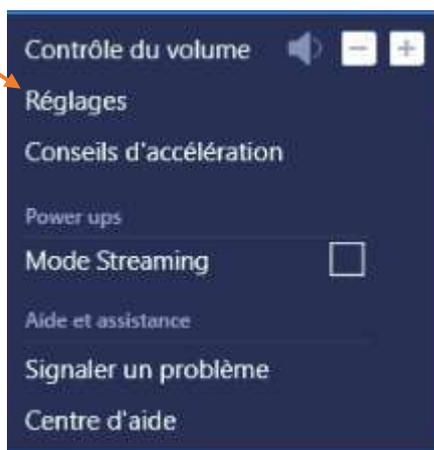 Contrôle du volume
Réglages
Conseils d'accélération
Power ups
Mode Streaming
Aide et assistance
Signaler un problème
Centre d'aide